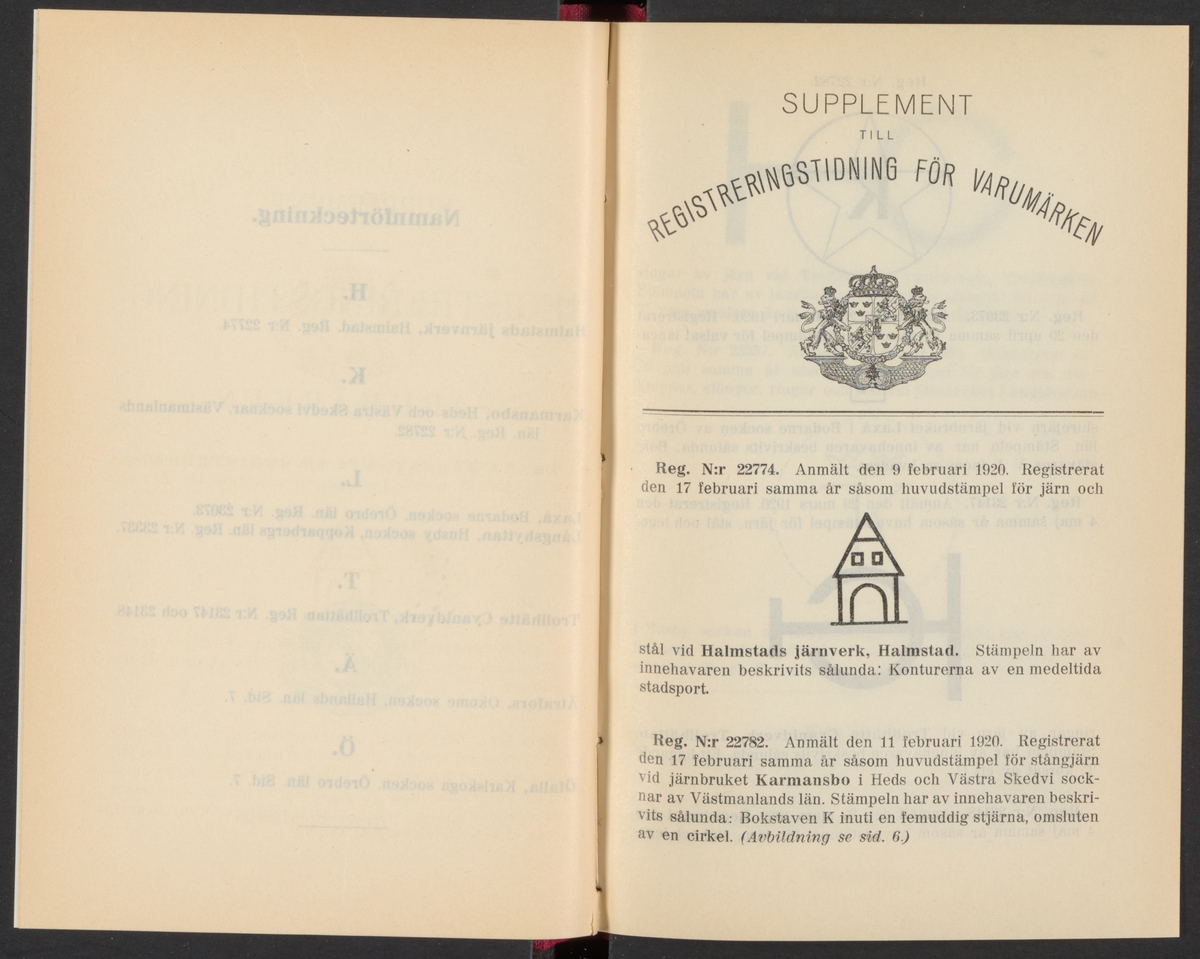 SUPPLEMENT
TILL
REGISTRERINGSTIDNING FÖR VARUMÄRKEN
Reg. N:r 22774. Anmält den 9 februari 1920. Registrerat
den 17 februari samma år såsom huvudstämpel för järn och
stål vid Halmstads järnverk, Halmstad. Stämpeln har av
innehavaren beskrivits sålunda: Konturerna av en medeltida
stadsport.
Reg. N:r 22782. Anmält den 11 februari 1920. Registrerat
den 17 februari samma år såsom huvudstämpel för stångjärn
vid järnbruket Karmansbo i Heds och Västra Skedvi sock-
nar av Västmanlands län. Stämpeln har av innehavaren beskri-
vits sålunda: Bokstaven K inuti en femuddig stjärna, omsluten
av en cirkel. (Avbildning se sid. 6.)